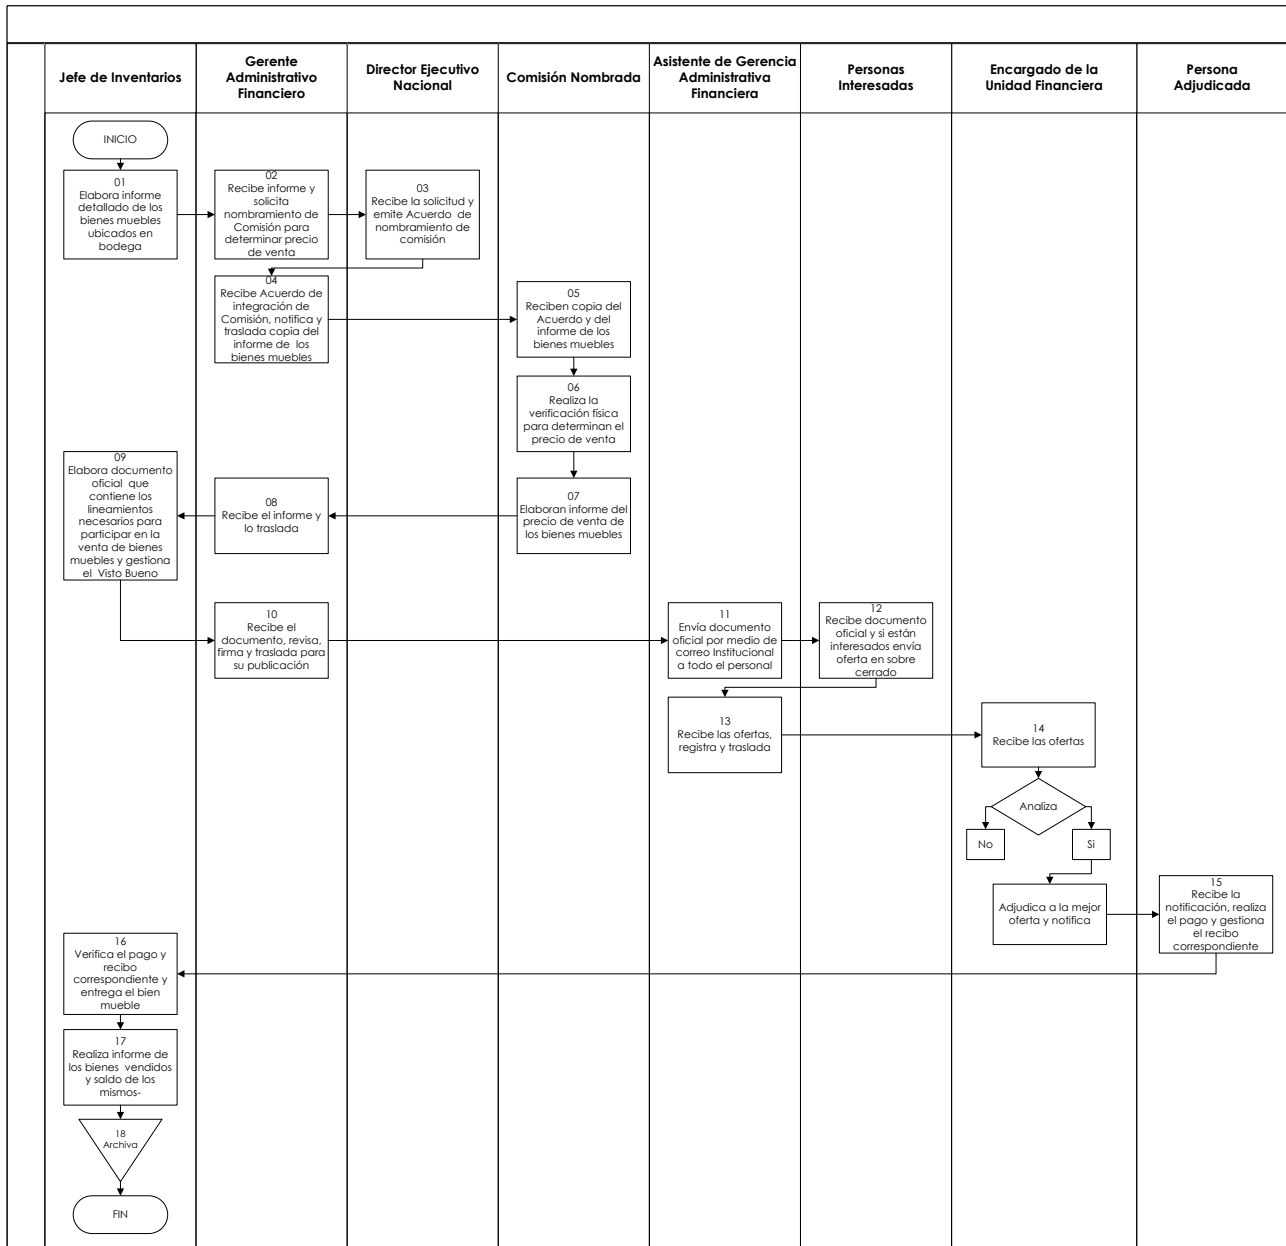 Jefe de Inventarios
Gerente
Administrativo
Financiero
Director Ejecutivo
Nacional
Comisión Nombrada
Asistente de Gerencia
Administrativa
Financiera
Personas
Interesadas
Encargado de la
Unidad Financiera
Persona
Adjudicada
INICIO
01
Elabora informe
detallado de los
bienes muebles
ubicados en
bodega
02
Recibe informe y
solicita
nombramiento de
Comisión para
determinar precio
de venta
03
Recibe la solicitud y
emite Acuerdo de
nombramiento de
comisión
04
Recibe Acuerdo de
integración de
Comisión, notifica y
traslada copia del
informe de los
bienes muebles
05
Reciben copia del
Acuerdo y del
informe de los
bienes muebles
06
Realiza la
verificación física
para determinan el
precio de venta
07
Elaboran informe del
precio de venta de
los bienes muebles
08
Recibe el informe y
lo traslada
09
Elabora documento
oficial que
contiene los
lineamientos
necesarios para
participar en la
venta de bienes
muebles y gestiona
el Visto Bueno
10
Recibe el
documento, revisa,
firma y traslada para
su publicación
11
Envía documento
oficial por medio de
correo Institucional
a todo el personal
12
Recibe documento
oficial y si están
interesados envía
oferta en sobre
cerrado
13
Recibe las ofertas,
registra y traslada
14
Recibe las ofertas
Analiza
No
Si
Adjudica a la mejor
oferta y notifica
15
Recibe la
notificación, realiza
el pago y gestiona
el recibo
correspondiente
16
Verifica el pago y
recibo
correspondiente y
entrega el bien
mueble
17
Realiza informe de
los bienes vendidos
y saldo de los
mismos-
18
Archiva
FIN